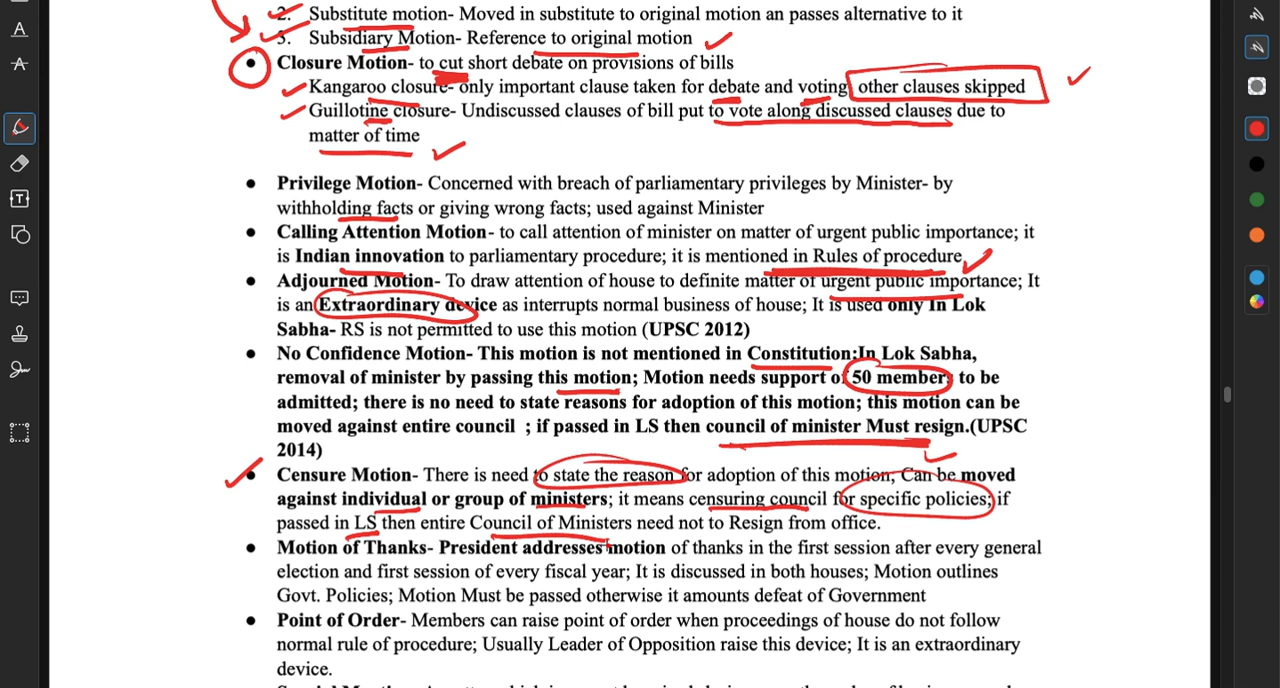 2. Substitute motion- Moved in substitute to original motion an passes alternative to it
3. Subsidiary Motion- Reference to original motion
● Closure Motion- to cut short debate on provisions of bills
Kangaroo closure- only important clause taken for debate and voting other clauses skipped
Guillotine closure- Undiscussed clauses of bill put to vote along discussed clauses due to
matter of time
● Privilege Motion- Concerned with breach of parliamentary privileges by Minister- by
withholding facts or giving wrong facts; used against Minister
● Calling Attention Motion- to call attention of minister on matter of urgent public importance; it
is Indian innovation to parliamentary procedure; it is mentioned in Rules of procedure
● Adjourned Motion- To draw attention of house to definite matter of urgent public importance; It
is an Extraordinary device as interrupts normal business of house; It is used only In Lok
Sabha- RS is not permitted to use this motion (UPSC 2012)
● No Confidence Motion- This motion is not mentioned in Constitution;In Lok Sabha,
removal of minister by passing this motion; Motion needs support of 50 members to be
admitted; there is no need to state reasons for adoption of this motion; this motion can be
moved against entire council ; if passed in LS then council of minister Must resign.(UPSC
2014)
● Censure Motion- There is need to state the reason for adoption of this motion; Can be moved
against individual or group of ministers; it means censuring council for specific policies; if
passed in LS then entire Council of Ministers need not to Resign from office.
● Motion of Thanks- President addresses motion of thanks in the first session after every general
election and first session of every fiscal year; It is discussed in both houses; Motion outlines
Govt. Policies; Motion Must be passed otherwise it amounts defeat of Government
● Point of Order- Members can raise point of order when proceedings of house do not follow
normal rule of procedure; Usually Leader of Opposition raise this device; It is an extraordinary
device.